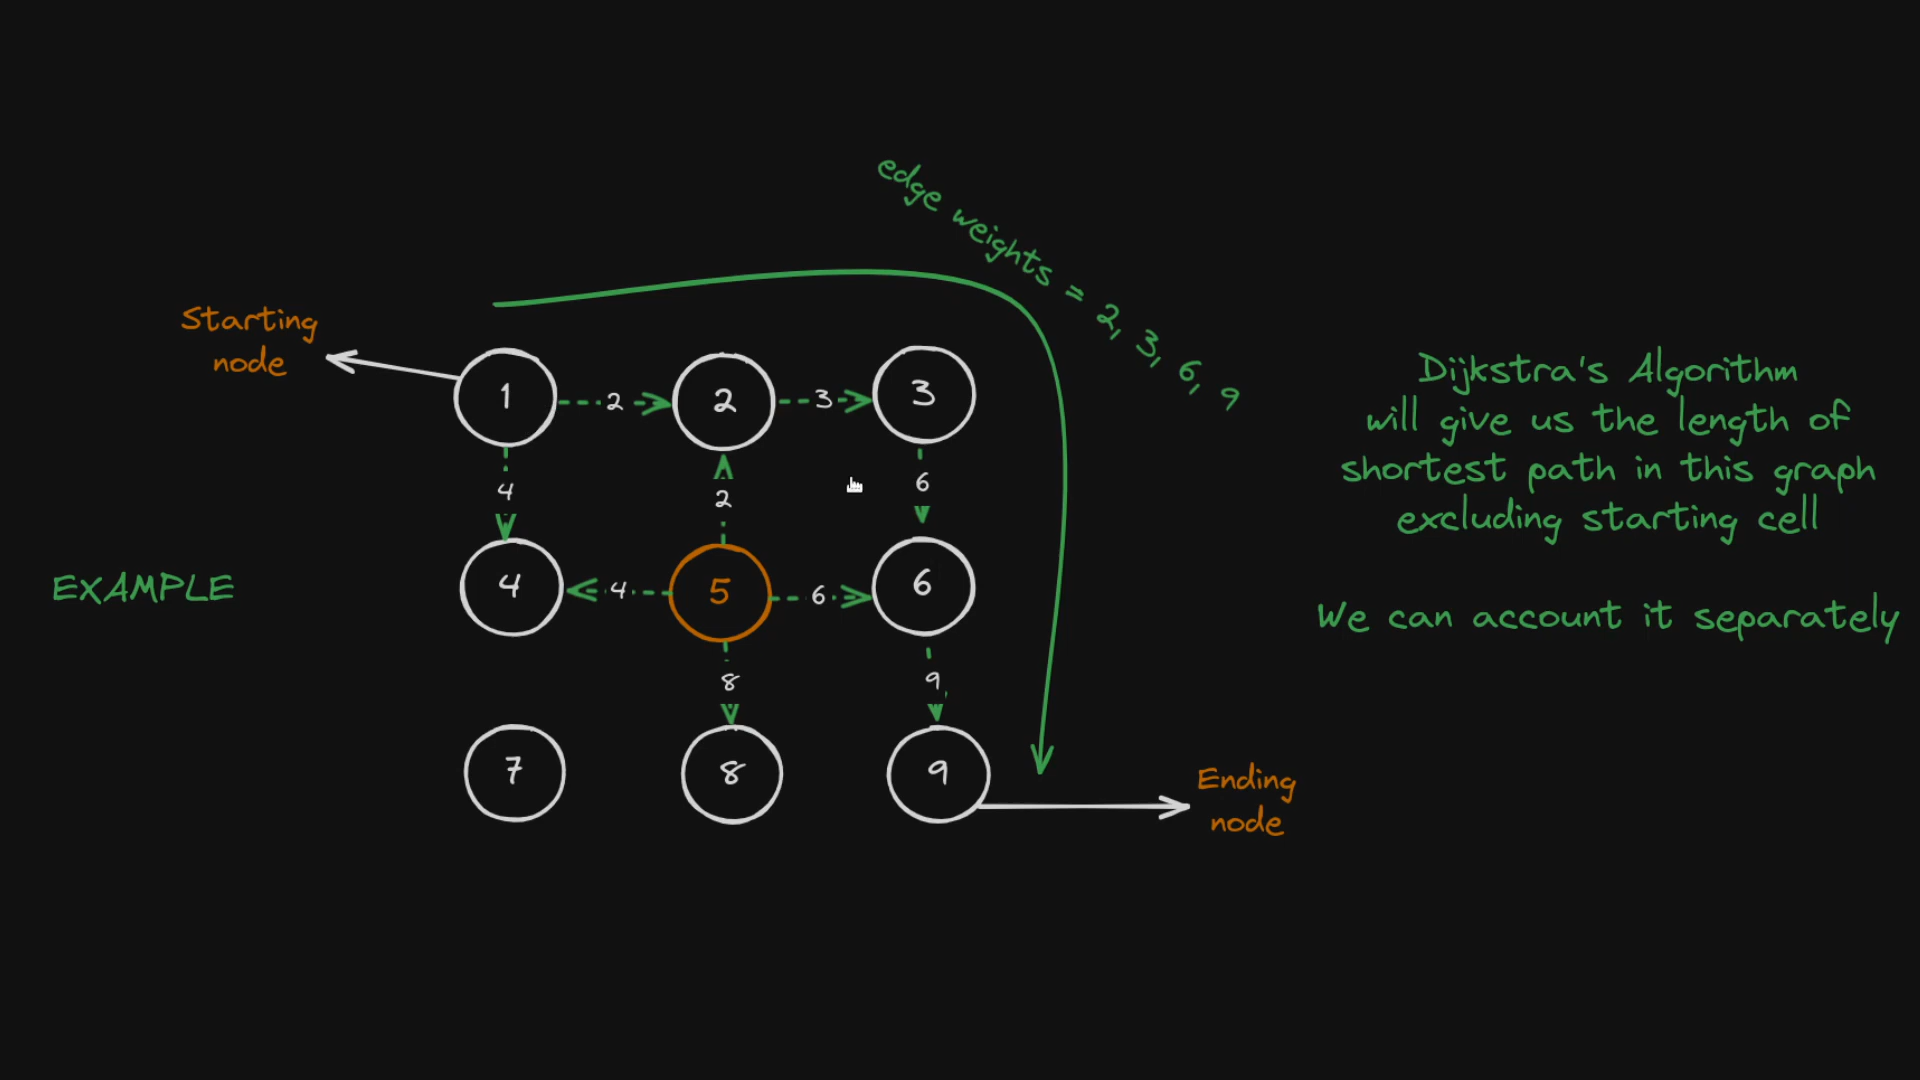 edge weights = 2, 3, 6, 9
Starting
node
1 2 2 3 3
4 2 6
4 4 5 6 6
8 9
7 8 9
Ending
node
EXAMPLE
Dijkstra's Algorithm
will give us the length of
shortest path in this graph
excluding starting cell
We can account it separately